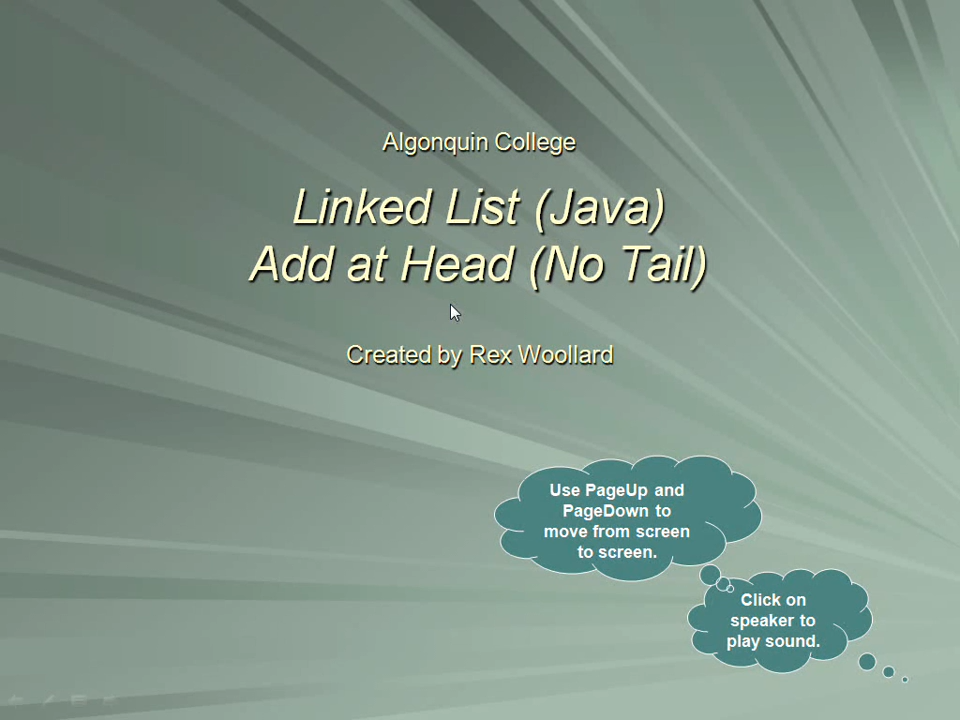 Algonquin College
Linked List (Java)
Add at Head (No Tail)
Created by Rex Woollard
Use PageUp and
PageDown to
move from screen
to screen.
Click on
speaker to
play sound.